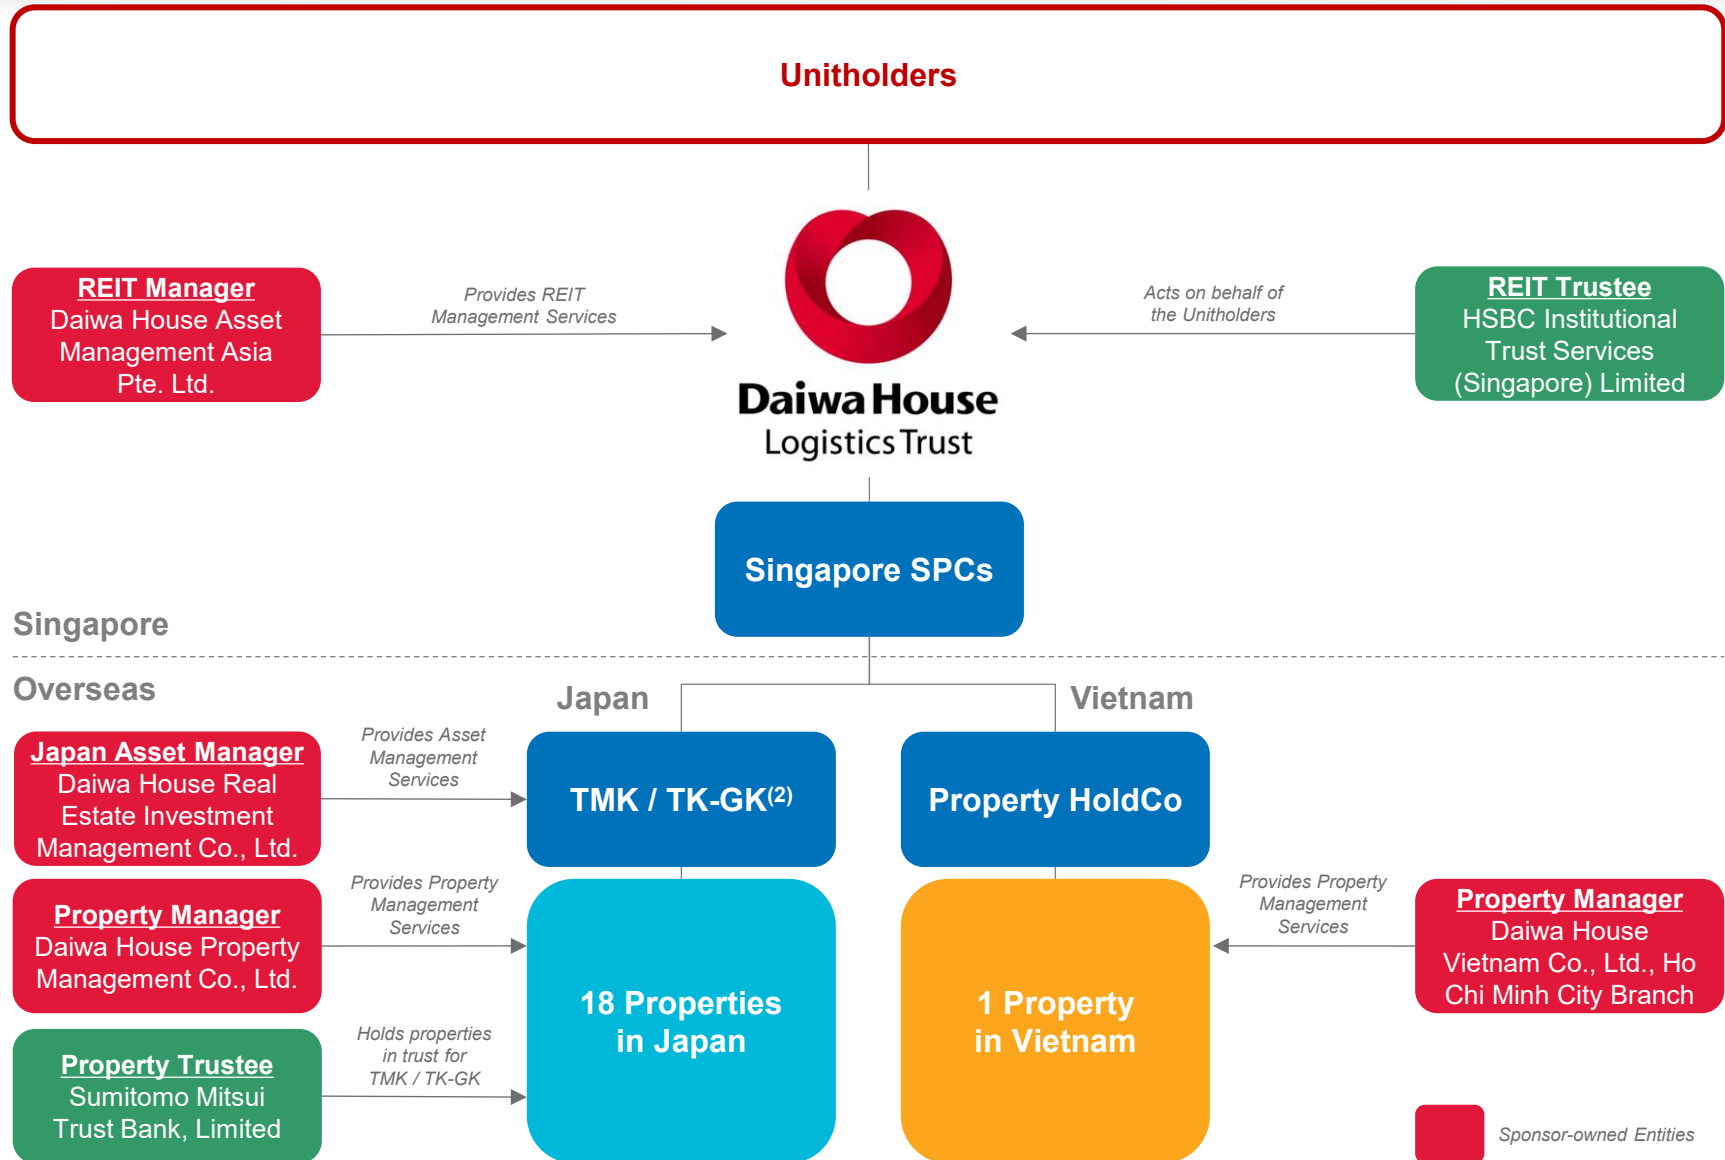 Unitholders
REIT Manager
Daiwa House Asset
Management Asia
Pte. Ltd.
Provides REIT
Management Services
Daiwa House
Logistics Trust
Acts on behalf of
the Unitholders
REIT Trustee
HSBC Institutional
Trust Services
(Singapore) Limited
Singapore SPCs
Singapore
Overseas
Japan
Vietnam
Japan Asset Manager
Daiwa House Real
Estate Investment
Management Co., Ltd.
Provides Asset
Management
Services
TMK / TK-GK(2)
Property HoldCo
Property Manager
Daiwa House Property
Management Co., Ltd.
Provides Property
Management
Services
18 Properties
in Japan
1 Property
in Vietnam
Provides Property
Management
Services
Property Manager
Daiwa House
Vietnam Co., Ltd., Ho
Chi Minh City Branch
Property Trustee
Sumitomo Mitsui
Trust Bank, Limited
Holds properties
in trust for
TMK / TK-GK
Sponsor-owned Entities